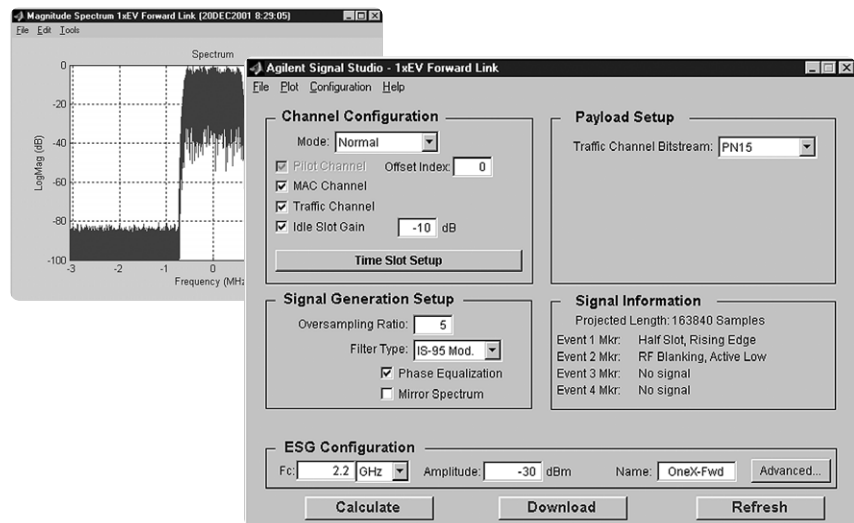 Magnitude Spectrum 1xEV Forward Link (20DEC2001 8:29:05)
File Edit Tools
Spectrum
LogMag (dB)
0
-20
-40
-60
-80
-100
-3 -2 -1 0
Frequency (MHz
Agilent Signal Studio - 1xEV Forward Link
File Plot Configuration Help
Channel Configuration
Mode: Normal
Pilot Channel Offset Index: 0
MAC Channel
Traffic Channel
Idle Slot Gain -10 dB
Time Slot Setup
Payload Setup
Traffic Channel Bitstream: PN15
Signal Generation Setup
Oversampling Ratio: 5
Filter Type: IS-95 Mod.
Phase Equalization
Mirror Spectrum
Signal Information
Projected Length: 163840 Samples
Event 1 Mkr: Half Slot, Rising Edge
Event 2 Mkr: RF Blanking, Active Low
Event 3 Mkr: No signal
Event 4 Mkr: No signal
ESG Configuration
Fc: 2.2 GHz Amplitude: -30 dBm Name: OneX-Fwd Advanced...
Calculate Download Refresh